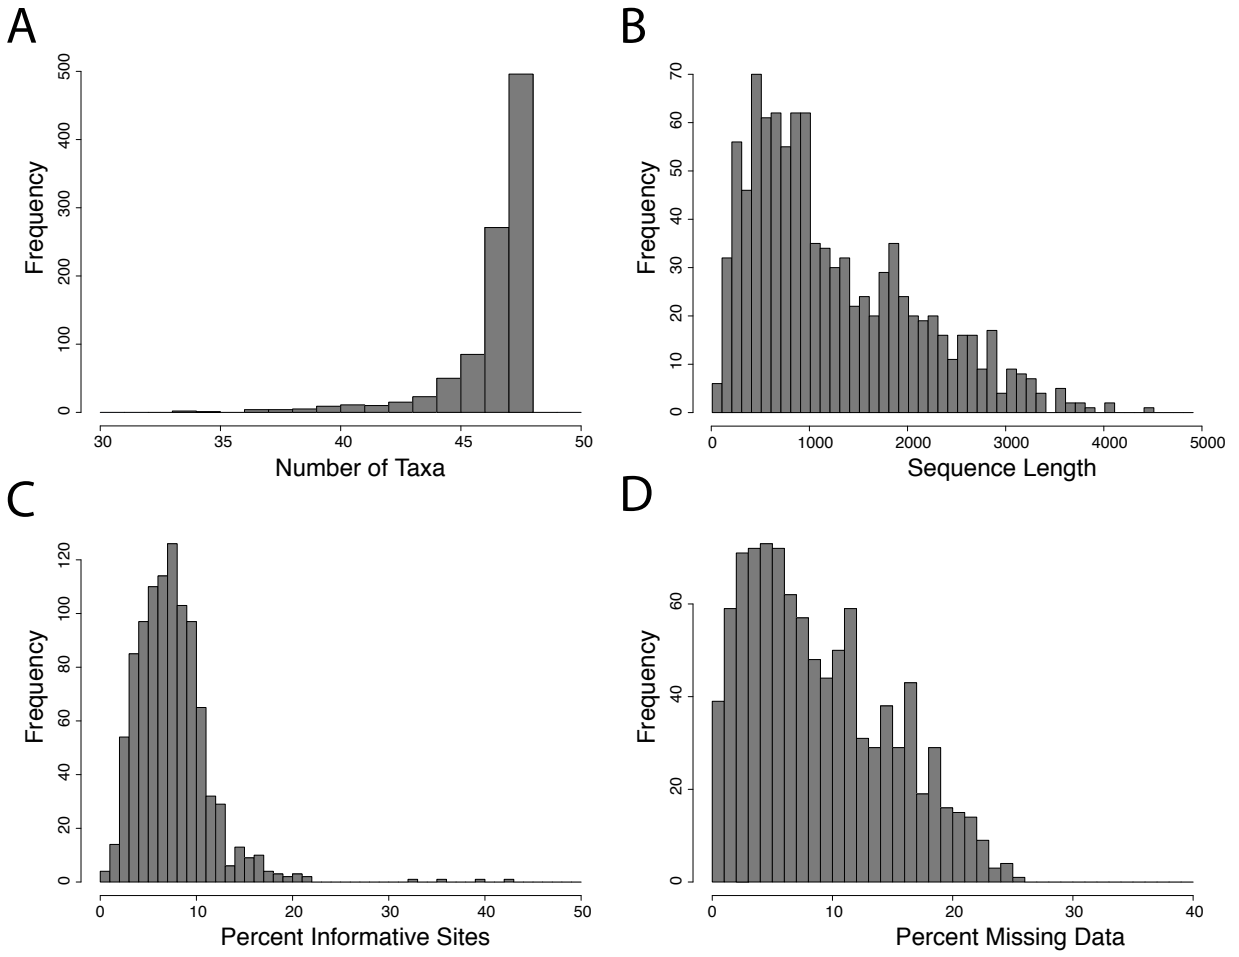 A
Frequency
0
100
200
300
400
500
30 35 40 45 50
Number of Taxa
B
Frequency
0
10
20
30
40
50
60
70
0 1000 2000 3000 4000 5000
Sequence Length
C
Frequency
0
20
40
60
80
100
120
0 10 20 30 40 50
Percent Informative Sites
D
Frequency
0
20
40
60
0 10 20 30 40
Percent Missing Data